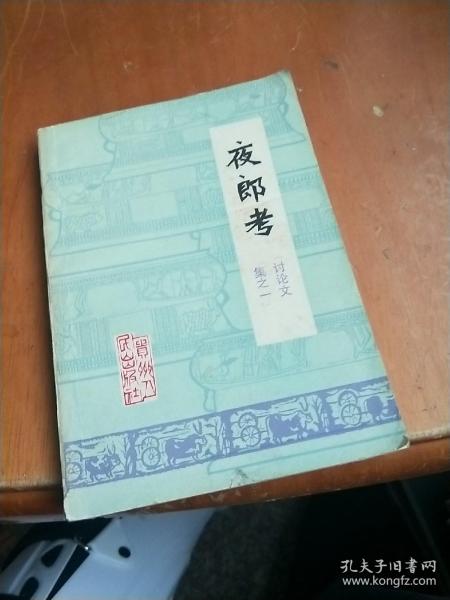 夜郎考
讨论文
集之一
贵州人
民出版社
孔夫子旧书网
www.kongfz.com